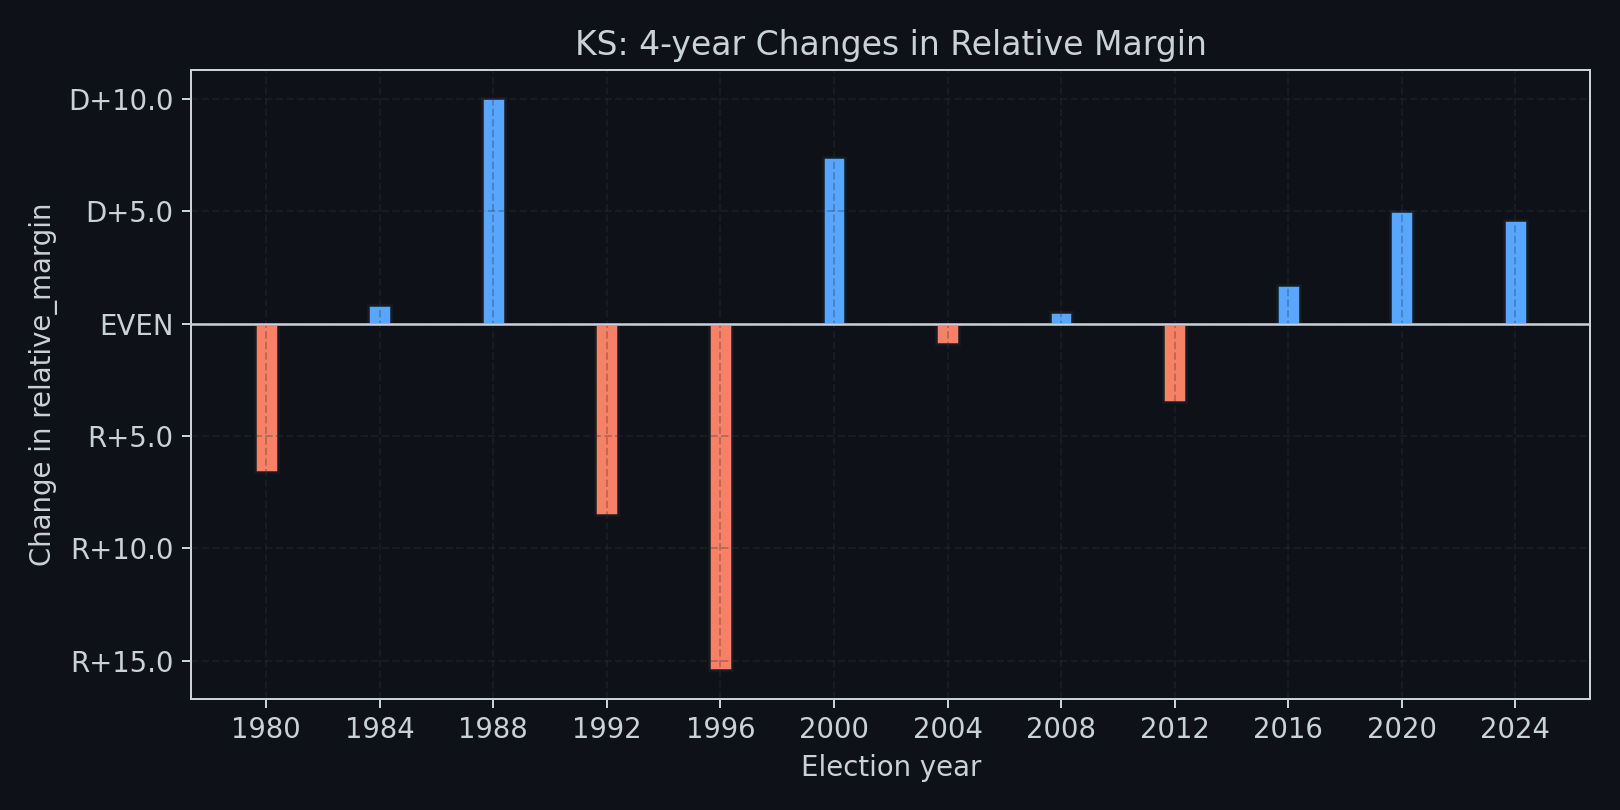 KS: 4-year Changes in Relative Margin
Change in relative_margin
D+10.0
D+5.0
EVEN
R+5.0
R+10.0
R+15.0
1980 1984 1988 1992 1996 2000 2004 2008 2012 2016 2020 2024
Election year